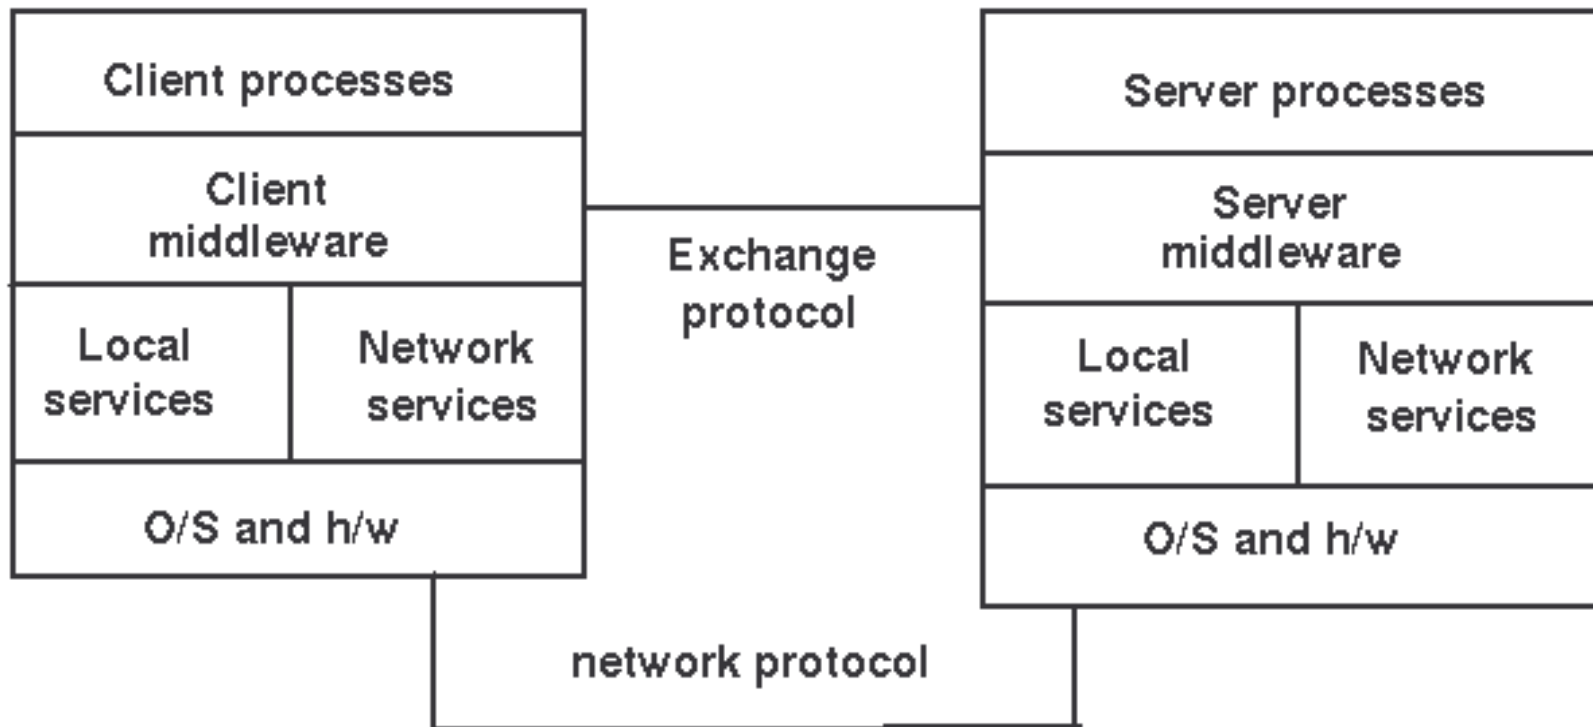 Client processes
Client
middleware
Local
services
Network
services
O/S and h/w
Exchange
protocol
Server processes
Server
middleware
Local
services
Network
services
O/S and h/w
network protocol